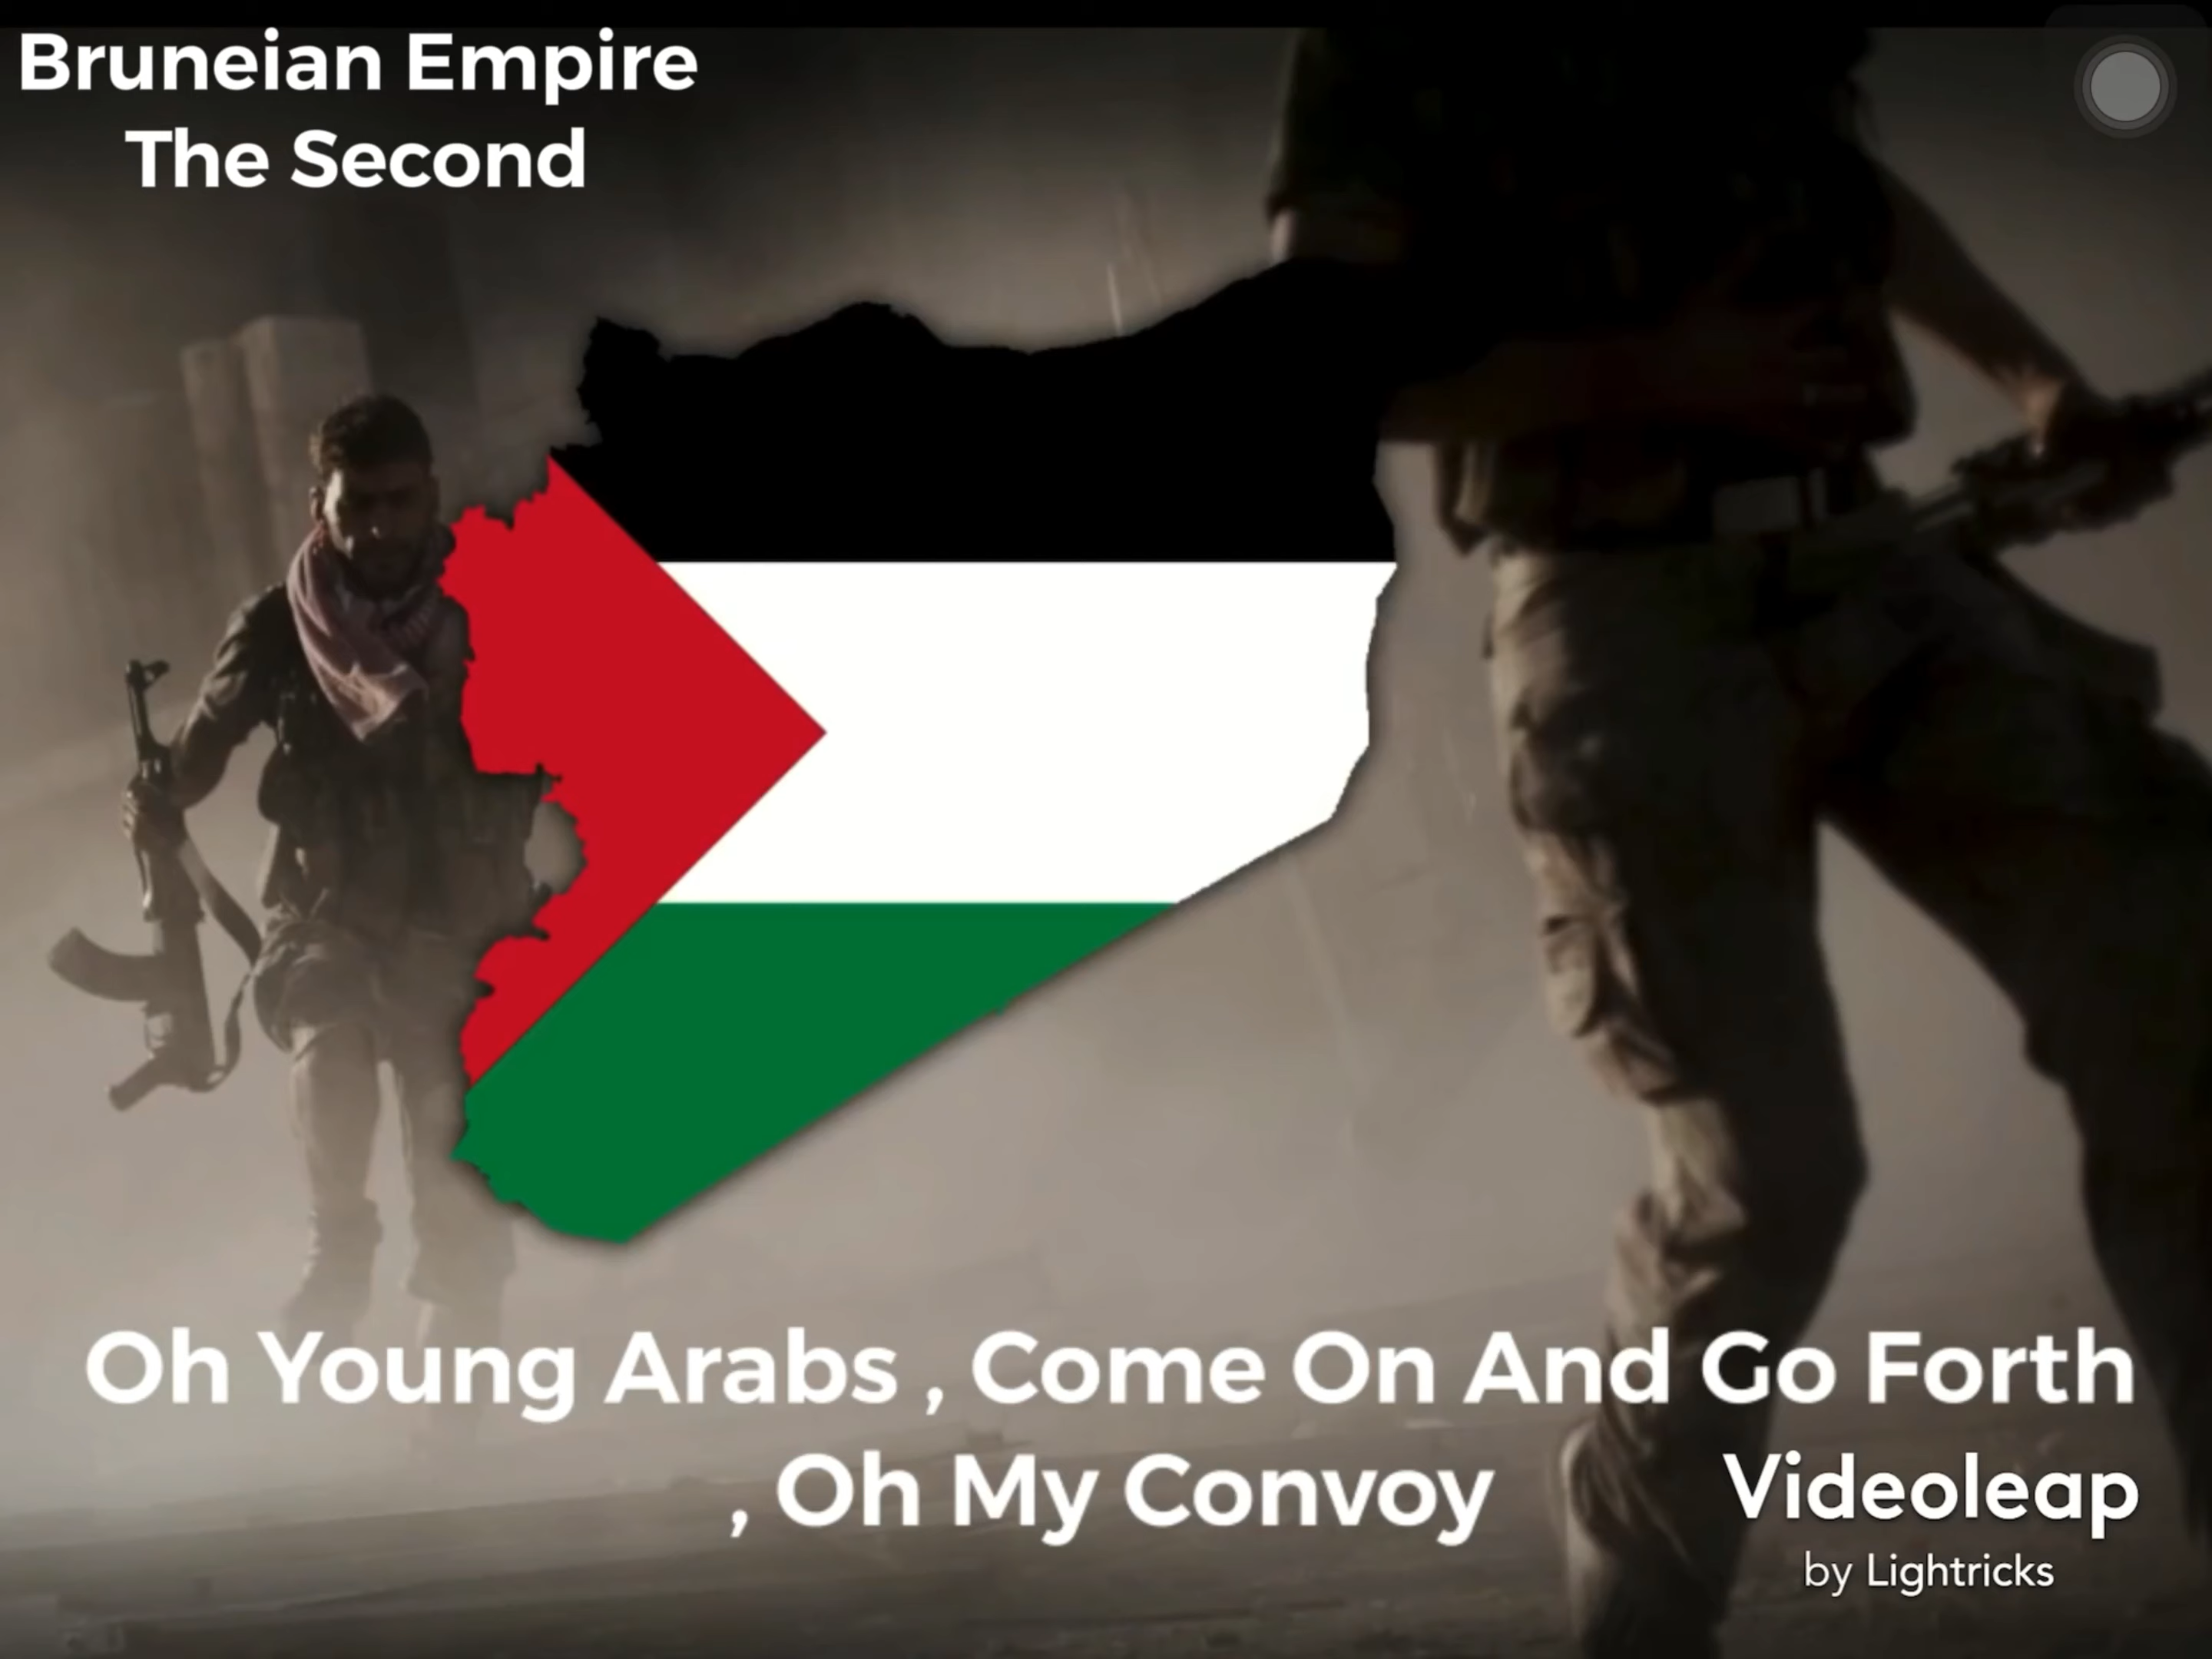 Bruneian Empire
The Second
Oh Young Arabs , Come On And Go Forth
, Oh My Convoy
Videoleap
by Lightricks